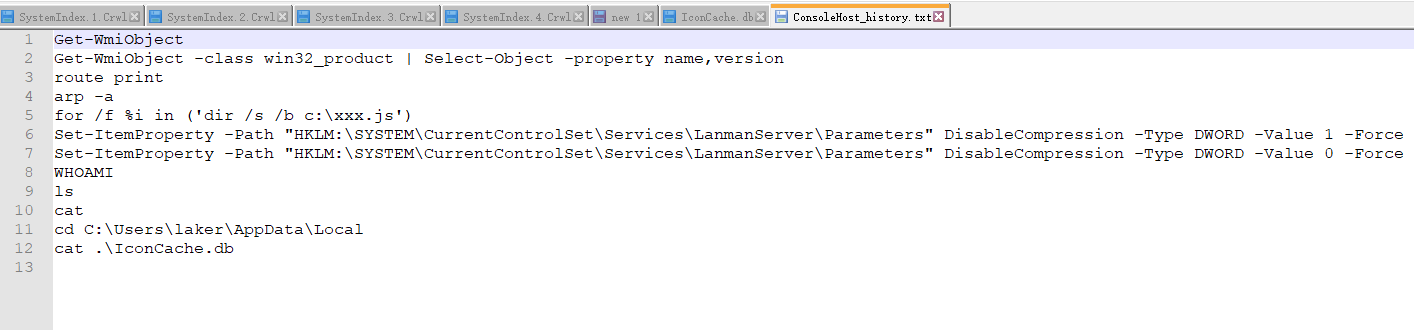 SystemIndex.1.Crwl SystemIndex.2.Crwl SystemIndex.3.Crwl SystemIndex.4.Crwl new 1 IconCache.db ConsoleHost_history.txt
1 Get-WmiObject
2 Get-WmiObject -class win32_product | Select-Object -property name,version
3 route print
4 arp -a
5 for /f %i in ('dir /s /b c:\xxx.js')
6 Set-ItemProperty -Path "HKLM:\SYSTEM\CurrentControlSet\Services\LanmanServer\Parameters" DisableCompression -Type DWORD -Value 1 -Force
7 Set-ItemProperty -Path "HKLM:\SYSTEM\CurrentControlSet\Services\LanmanServer\Parameters" DisableCompression -Type DWORD -Value 0 -Force
8 WHOAMI
9 ls
10 cat
11 cd C:\Users\laker\AppData\Local
12 cat .\IconCache.db
13